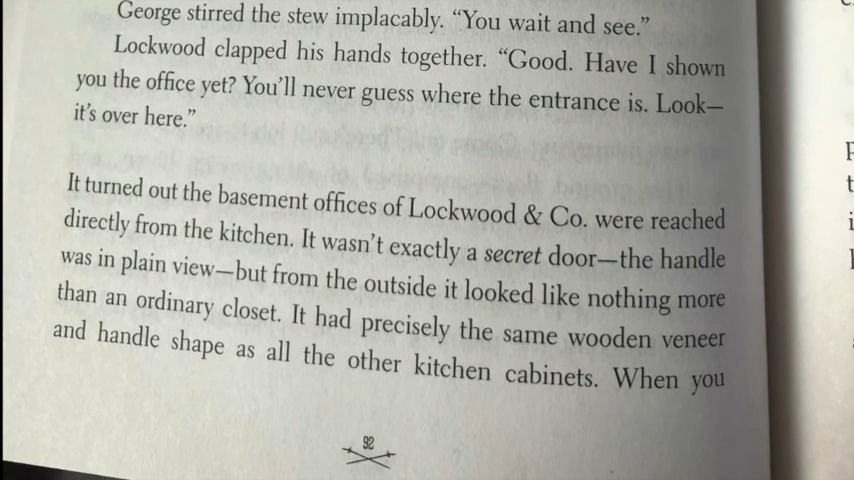 George stirred the stew implacably. “You wait and see.”
Lockwood clapped his hands together. “Good. Have I shown
you the office yet? You’ll never guess where the entrance is. Look—
it’s over here.”
It turned out the basement offices of Lockwood & Co. were reached
directly from the kitchen. It wasn’t exactly a secret door—the handle
was in plain view—but from the outside it looked like nothing more
than an ordinary closet. It had precisely the same wooden veneer
and handle shape as all the other kitchen cabinets. When you
92